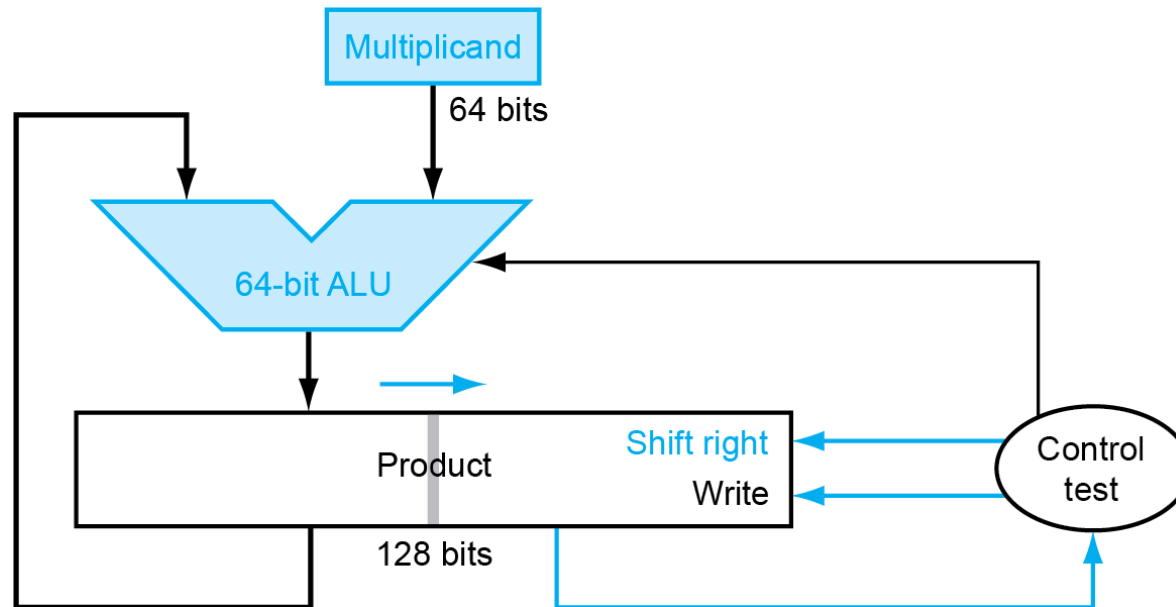 Multiplicand
64 bits
64-bit ALU
Shift right
Product
Write
128 bits
Control
test